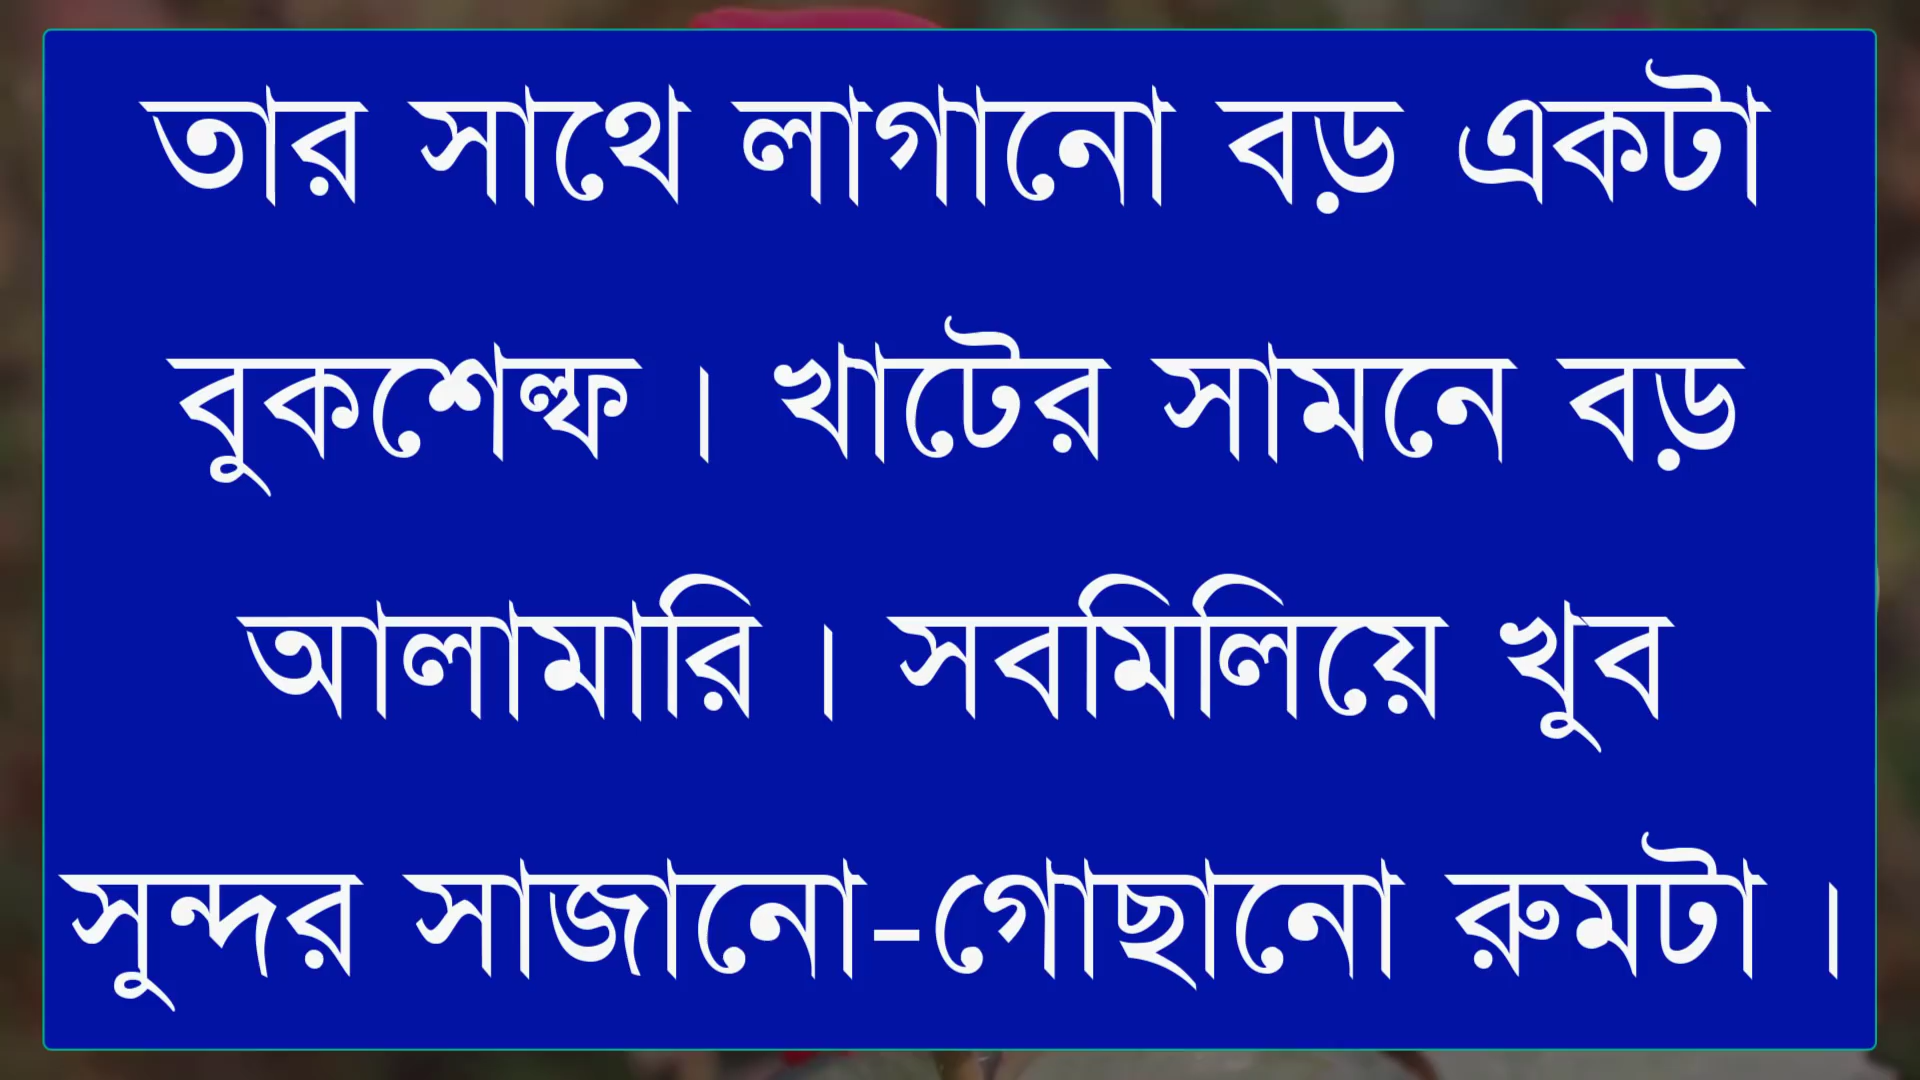 তার সাথে লাগানো বড় একটা
বুকশেল্ফ । খাটের সামনে বড়
আলামারি । সবমিলিয়ে খুব
সুন্দর সাজানো-গোছানো রুমটা ।